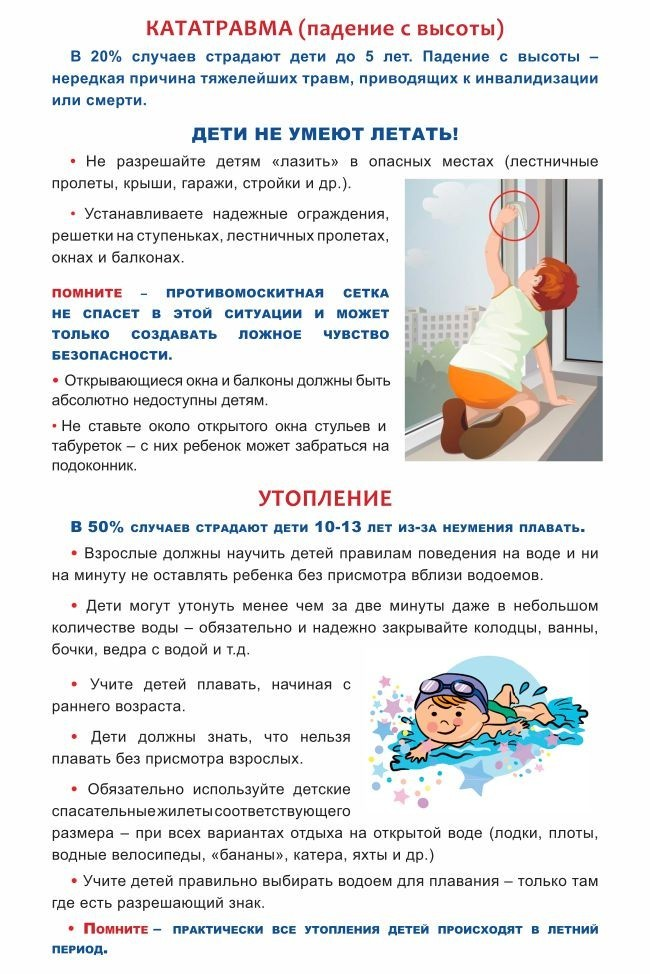 КАТАТРАВМА (падение с высоты)
В 20% случаев страдают дети до 5 лет. Падение с высоты –
нередкая причина тяжелейших травм, приводящих к инвалидизации
или смерти.
ДЕТИ НЕ УМЕЮТ ЛЕТАТЬ!
• Не разрешайте детям «лазить» в опасных местах (лестничные
пролеты, крыши, гаражи, стройки и др.).
• Устанавливаете надежные ограждения,
решетки на ступеньках, лестничных пролетах,
окнах и балконах.
ПОМНИТЕ – ПРОТИВОМОСКИТНАЯ СЕТКА
НЕ СПАСЕТ В ЭТОЙ СИТУАЦИИ И МОЖЕТ
ТОЛЬКО СОЗДАВАТЬ ЛОЖНОЕ ЧУВСТВО
БЕЗОПАСНОСТИ.
• Открывающиеся окна и балконы должны быть
абсолютно недоступны детям.
• Не ставьте около открытого окна стульев и
табуреток – с них ребенок может забраться на
подоконник.
УТОПЛЕНИЕ
В 50% СЛУЧАЕВ СТРАДАЮТ ДЕТИ 10-13 ЛЕТ ИЗ-ЗА НЕУМЕНИЯ ПЛАВАТЬ.
• Взрослые должны научить детей правилам поведения на воде и ни
на минуту не оставлять ребенка без присмотра вблизи водоемов.
• Дети могут утонуть менее чем за две минуты даже в небольшом
количестве воды – обязательно и надежно закрывайте колодцы, ванны,
бочки, ведра с водой и т.д.
• Учите детей плавать, начиная с
раннего возраста.
• Дети должны знать, что нельзя
плавать без присмотра взрослых.
• Обязательно используйте детские
спасательные жилеты соответствующего
размера – при всех вариантах отдыха на открытой воде (лодки, плоты,
водные велосипеды, «бананы», катера, яхты и др.)
• Учите детей правильно выбирать водоем для плавания – только там
где есть разрешающий знак.
• ПОМНИТЕ – ПРАКТИЧЕСКИ ВСЕ УТОПЛЕНИЯ ДЕТЕЙ ПРОИСХОДЯТ В ЛЕТНИЙ
ПЕРИОД.